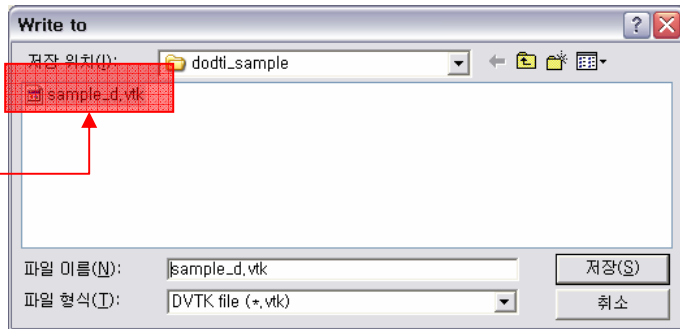 Write to
저장 위치(I): dodti_sample
sample_d.vtk
파일 이름(N): sample_d.vtk 저장(S)
파일 형식(T): DVTK file (*.vtk) 취소